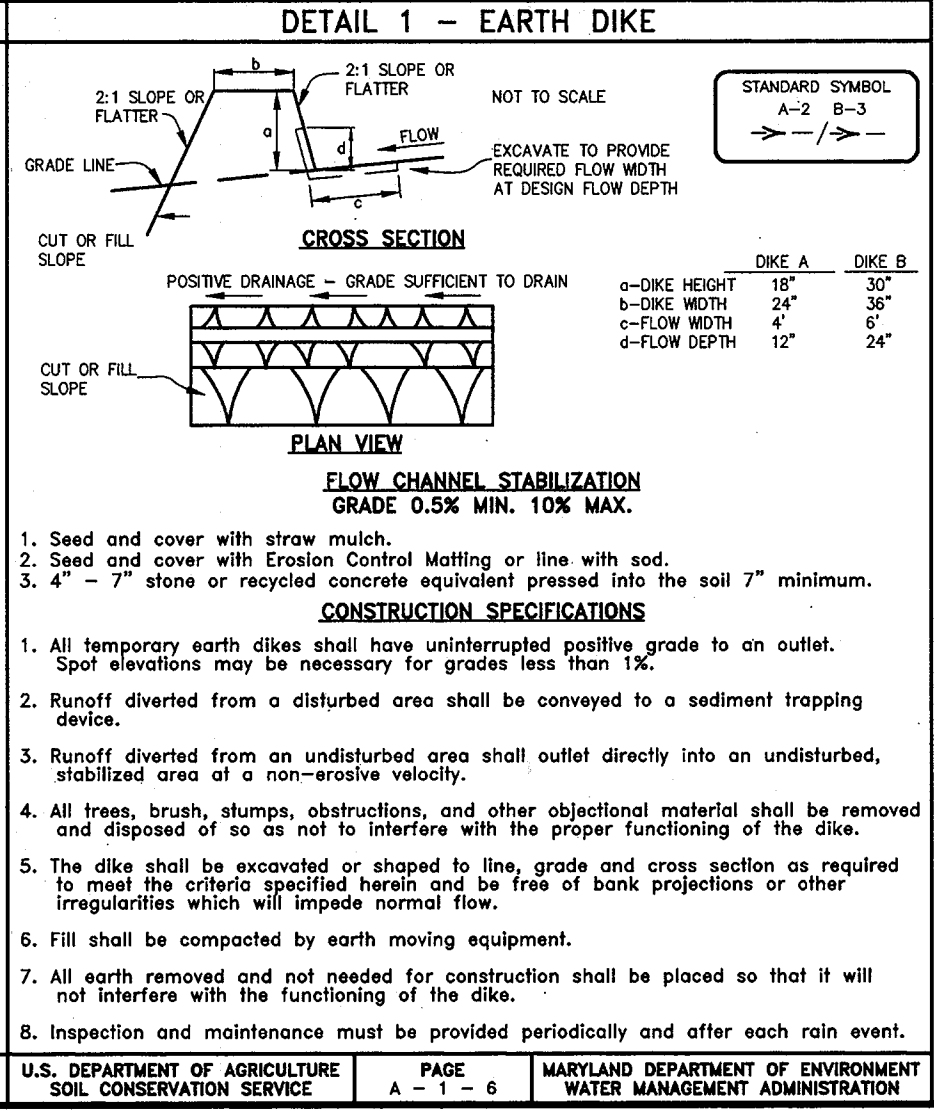 DETAIL 1 - EARTH DIKE
b
2:1 SLOPE OR
FLATTER
2:1 SLOPE OR
FLATTER
NOT TO SCALE
STANDARD SYMBOL
A-2 B-3
a
d
FLOW
GRADE LINE
EXCAVATE TO PROVIDE
REQUIRED FLOW WIDTH
AT DESIGN FLOW DEPTH
c
CUT OR FILL
SLOPE
CROSS SECTION
POSITIVE DRAINAGE - GRADE SUFFICIENT TO DRAIN
DIKE A DIKE B
a-DIKE HEIGHT 18" 30"
b-DIKE WIDTH 24" 36"
c-FLOW WIDTH 4' 6'
d-FLOW DEPTH 12" 24"
CUT OR FILL
SLOPE
PLAN VIEW
FLOW CHANNEL STABILIZATION
GRADE 0.5% MIN. 10% MAX.
1. Seed and cover with straw mulch.
2. Seed and cover with Erosion Control Matting or line with sod.
3. 4" - 7" stone or recycled concrete equivalent pressed into the soil 7" minimum.
CONSTRUCTION SPECIFICATIONS
1. All temporary earth dikes shall have uninterrupted positive grade to an outlet.
Spot elevations may be necessary for grades less than 1%.
2. Runoff diverted from a disturbed area shall be conveyed to a sediment trapping
device.
3. Runoff diverted from an undisturbed area shall outlet directly into an undisturbed,
stabilized area at a non-erosive velocity.
4. All trees, brush, stumps, obstructions, and other objectional material shall be removed
and disposed of so as not to interfere with the proper functioning of the dike.
5. The dike shall be excavated or shaped to line, grade and cross section as required
to meet the criteria specified herein and be free of bank projections or other
irregularities which will impede normal flow.
6. Fill shall be compacted by earth moving equipment.
7. All earth removed and not needed for construction shall be placed so that it will
not interfere with the functioning of the dike.
8. Inspection and maintenance must be provided periodically and after each rain event.
U.S. DEPARTMENT OF AGRICULTURE
SOIL CONSERVATION SERVICE
PAGE
A - 1 - 6
MARYLAND DEPARTMENT OF ENVIRONMENT
WATER MANAGEMENT ADMINISTRATION